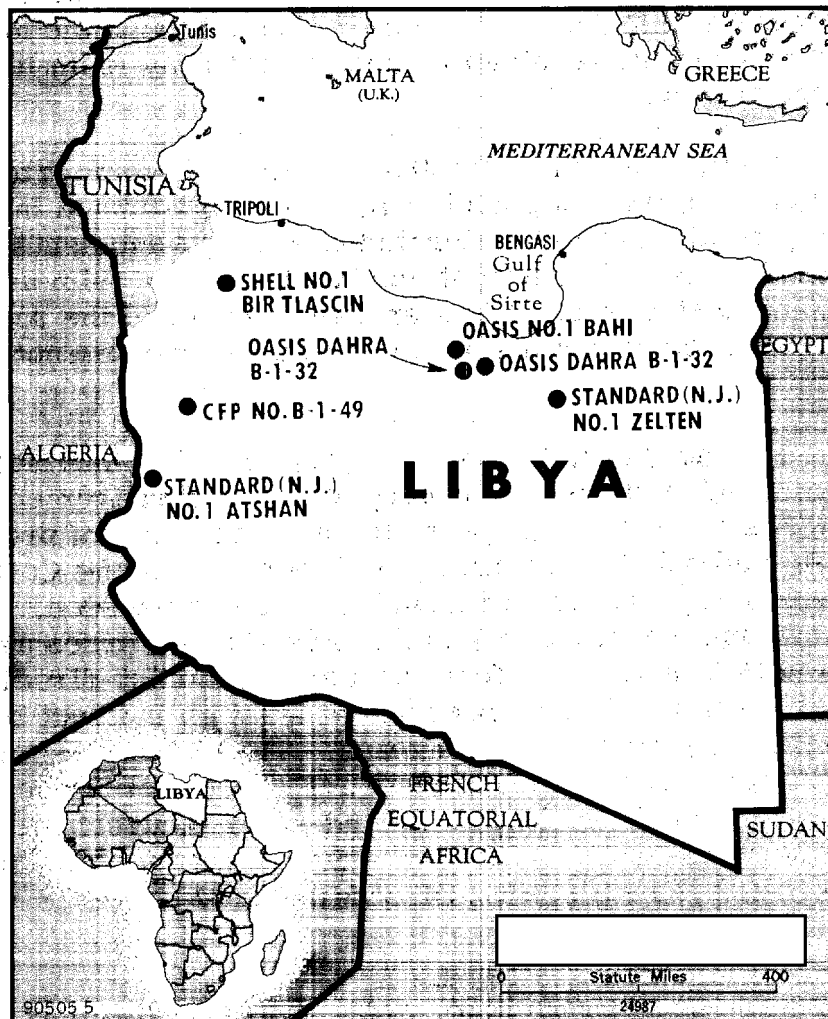 Tunis
MALTA
(U.K.)
GREECE
MEDITERRANEAN SEA
TUNISIA
TRIPOLI
BENGASI
Gulf
of
Sirte
SHELL NO.1
BIR TLASCIN
OASIS NO.1 BAHI
OASIS DAHRA
B-1-32
OASIS DAHRA B-1-32
EGYPT
STANDARD (N.J.)
NO.1 ZELTEN
CFP NO. B-1-49
ALGERIA
LIBYA
STANDARD (N.J.)
NO.1 ATSHAN
LIBYA
FRENCH
EQUATORIAL
AFRICA
SUDAN
0 Statute Miles 400
24987
90505 5